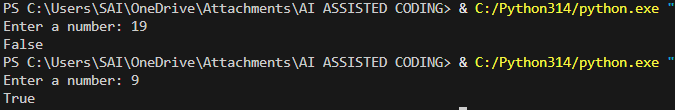 PS C:\Users\SAI\OneDrive\Attachments\AI ASSISTED CODING> & C:/Python314/python.exe "
Enter a number: 19
False
PS C:\Users\SAI\OneDrive\Attachments\AI ASSISTED CODING> & C:/Python314/python.exe "
Enter a number: 9
True